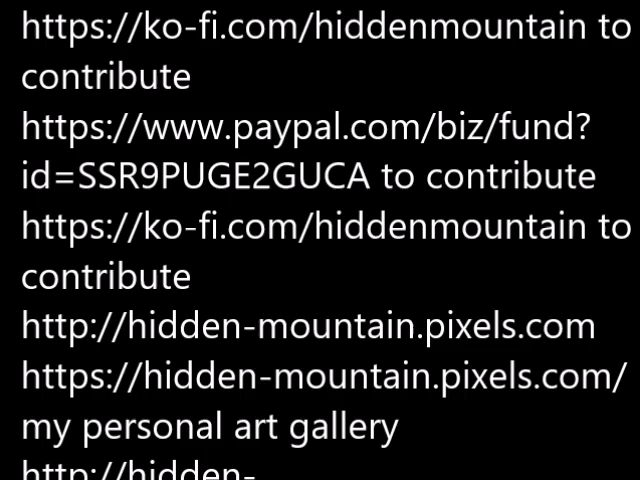 https://ko-fi.com/hiddenmountain to
contribute
https://www.paypal.com/biz/fund?
id=SSR9PUGE2GUCA to contribute
https://ko-fi.com/hiddenmountain to
contribute
http://hidden-mountain.pixels.com
https://hidden-mountain.pixels.com/
my personal art gallery
http://hidden-